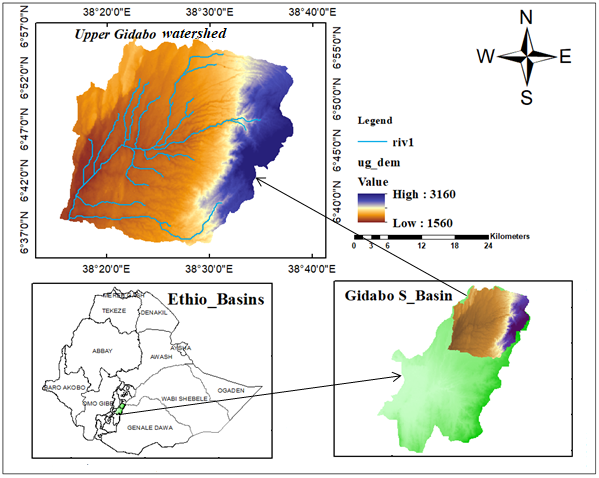 38°20'0"E 38°30'0"E 38°40'0"E
Upper Gidabo watershed
6°57'0"N
6°52'0"N
6°47'0"N
6°42'0"N
6°37'0"N
6°55'0"N
6°50'0"N
6°45'0"N
6°40'0"N
38°20'0"E 38°30'0"E 38°40'0"E
N
W E
S
Legend
riv1
ug_dem
Value
High : 3160
Low : 1560
Kilometers
0 3 6 12 18 24
Ethio_Basins
TEKEZE
DENAKIL
ABBAY
AYSHA
AWASH
OGADEN
WABI SHEBELE
GENALE DAWA
Gidabo S_Basin